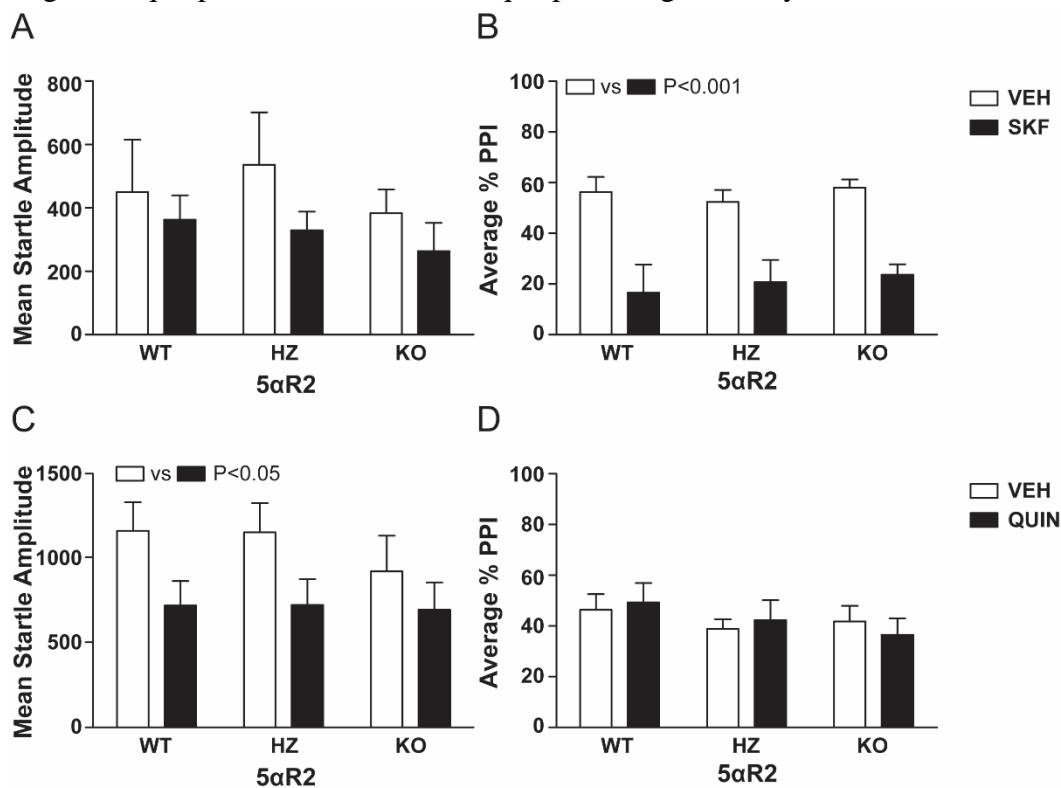 A
Mean Startle Amplitude
800
600
400
200
0
WT HZ KO
5αR2
B
vs P<0.001
Average % PPI
100
80
60
40
20
0
WT HZ KO
5αR2
VEH
SKF
C
vs P<0.05
Mean Startle Amplitude
1500
1000
500
0
WT HZ KO
5αR2
D
Average % PPI
100
80
60
40
20
0
WT HZ KO
5αR2
VEH
QUIN